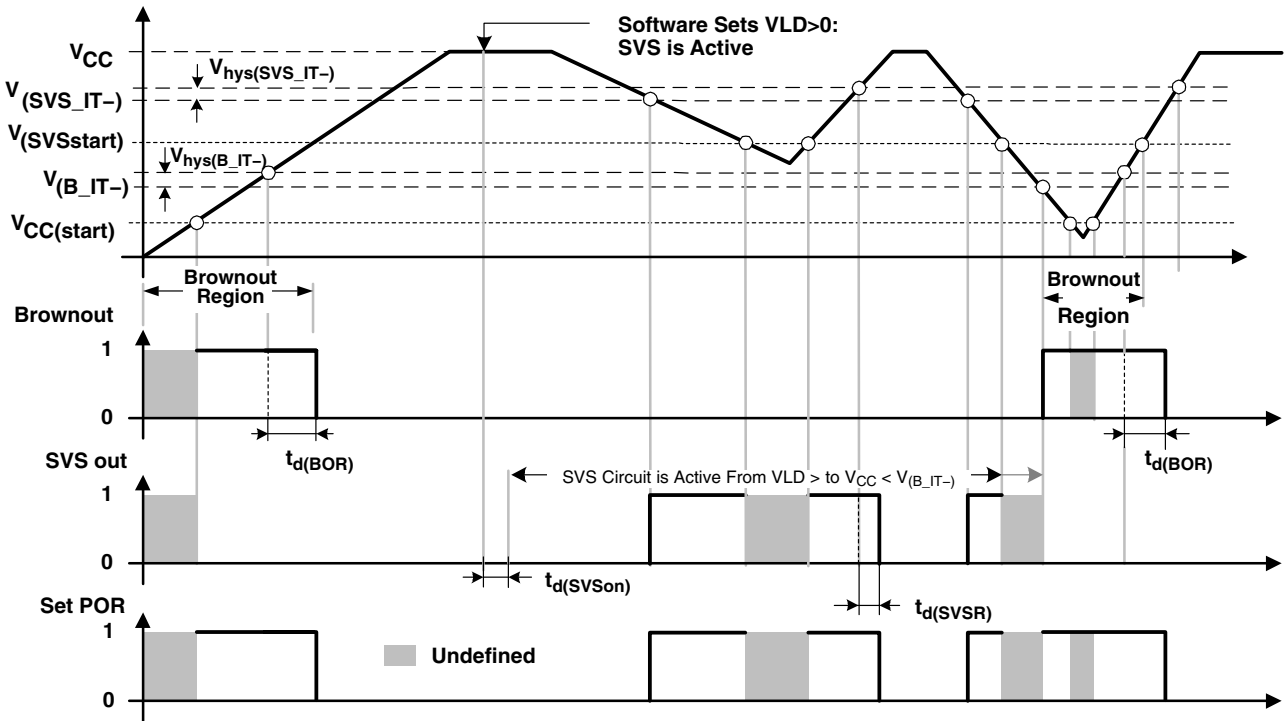 Software Sets VLD>0:
SVS is Active
VCC
Vhys(SVS_IT−)
V(SVS_IT−)
V(SVSstart)
Vhys(B_IT−)
V(B_IT−)
VCC(start)
Brownout
Region
Brownout
Region
Brownout
1
0
td(BOR)
td(BOR)
SVS out
SVS Circuit is Active From VLD > to VCC < V(B_IT−)
1
0
td(SVSon)
td(SVSR)
Set POR
1
Undefined
0